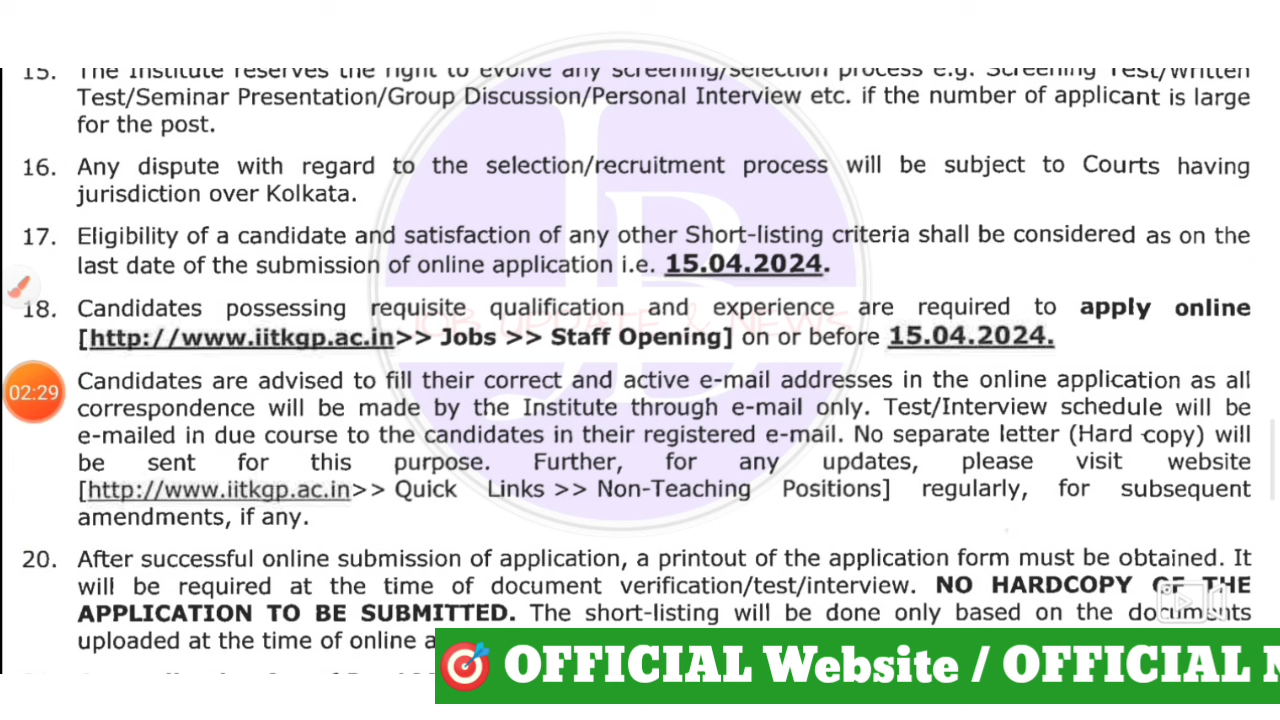 15. The Institute reserves the right to evolve any screening/selection process e.g. Screening Test/Written
Test/Seminar Presentation/Group Discussion/Personal Interview etc. if the number of applicant is large
for the post.
16. Any dispute with regard to the selection/recruitment process will be subject to Courts having
jurisdiction over Kolkata.
17. Eligibility of a candidate and satisfaction of any other Short-listing criteria shall be considered as on the
last date of the submission of online application i.e. 15.04.2024.
18. Candidates possessing requisite qualification and experience are required to apply online
[http://www.iitkgp.ac.in>> Jobs >> Staff Opening] on or before 15.04.2024.
JOB UPDATE & NEWS
02:29
Candidates are advised to fill their correct and active e-mail addresses in the online application as all
correspondence will be made by the Institute through e-mail only. Test/Interview schedule will be
e-mailed in due course to the candidates in their registered e-mail. No separate letter (Hard copy) will
be sent for this purpose. Further, for any updates, please visit website
[http://www.iitkgp.ac.in>> Quick Links >> Non-Teaching Positions] regularly, for subsequent
amendments, if any.
20. After successful online submission of application, a printout of the application form must be obtained. It
will be required at the time of document verification/test/interview. NO HARDCOPY OF THE
APPLICATION TO BE SUBMITTED. The short-listing will be done only based on the documents
uploaded at the time of online a
🎯 OFFICIAL Website / OFFICIAL N